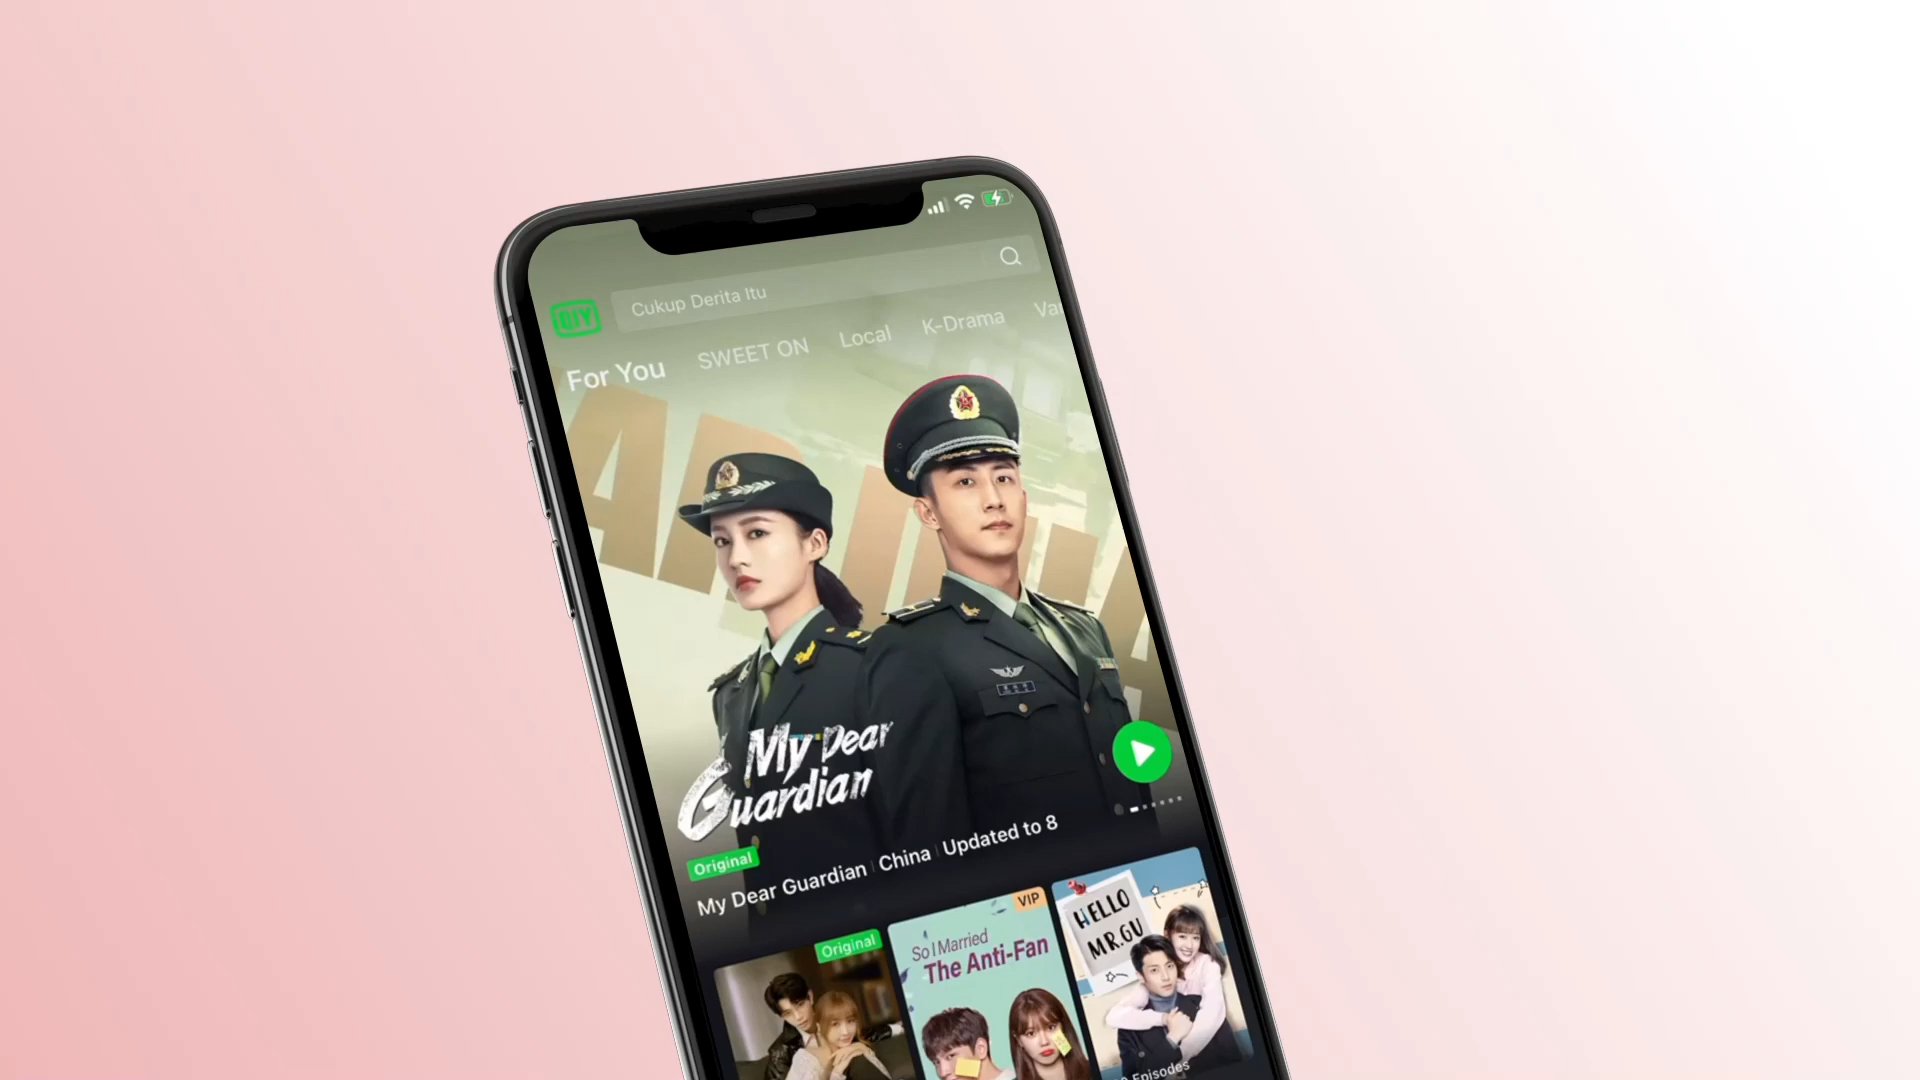 Cukup Derita Itu
For You
SWEET ON
Local
K-Drama
My Dear
Guardian
Original
My Dear Guardian | China | Updated to 8
Original
VIP
So I Married
The Anti-Fan
HELLO
MR.GU
Episodes